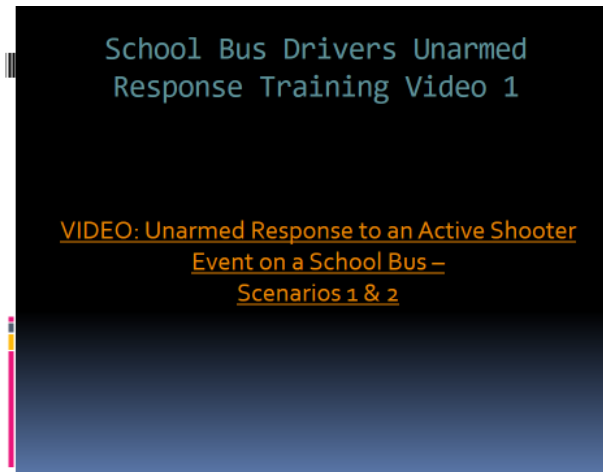 School Bus Drivers Unarmed
Response Training Video 1
VIDEO: Unarmed Response to an Active Shooter
Event on a School Bus –
Scenarios 1 & 2